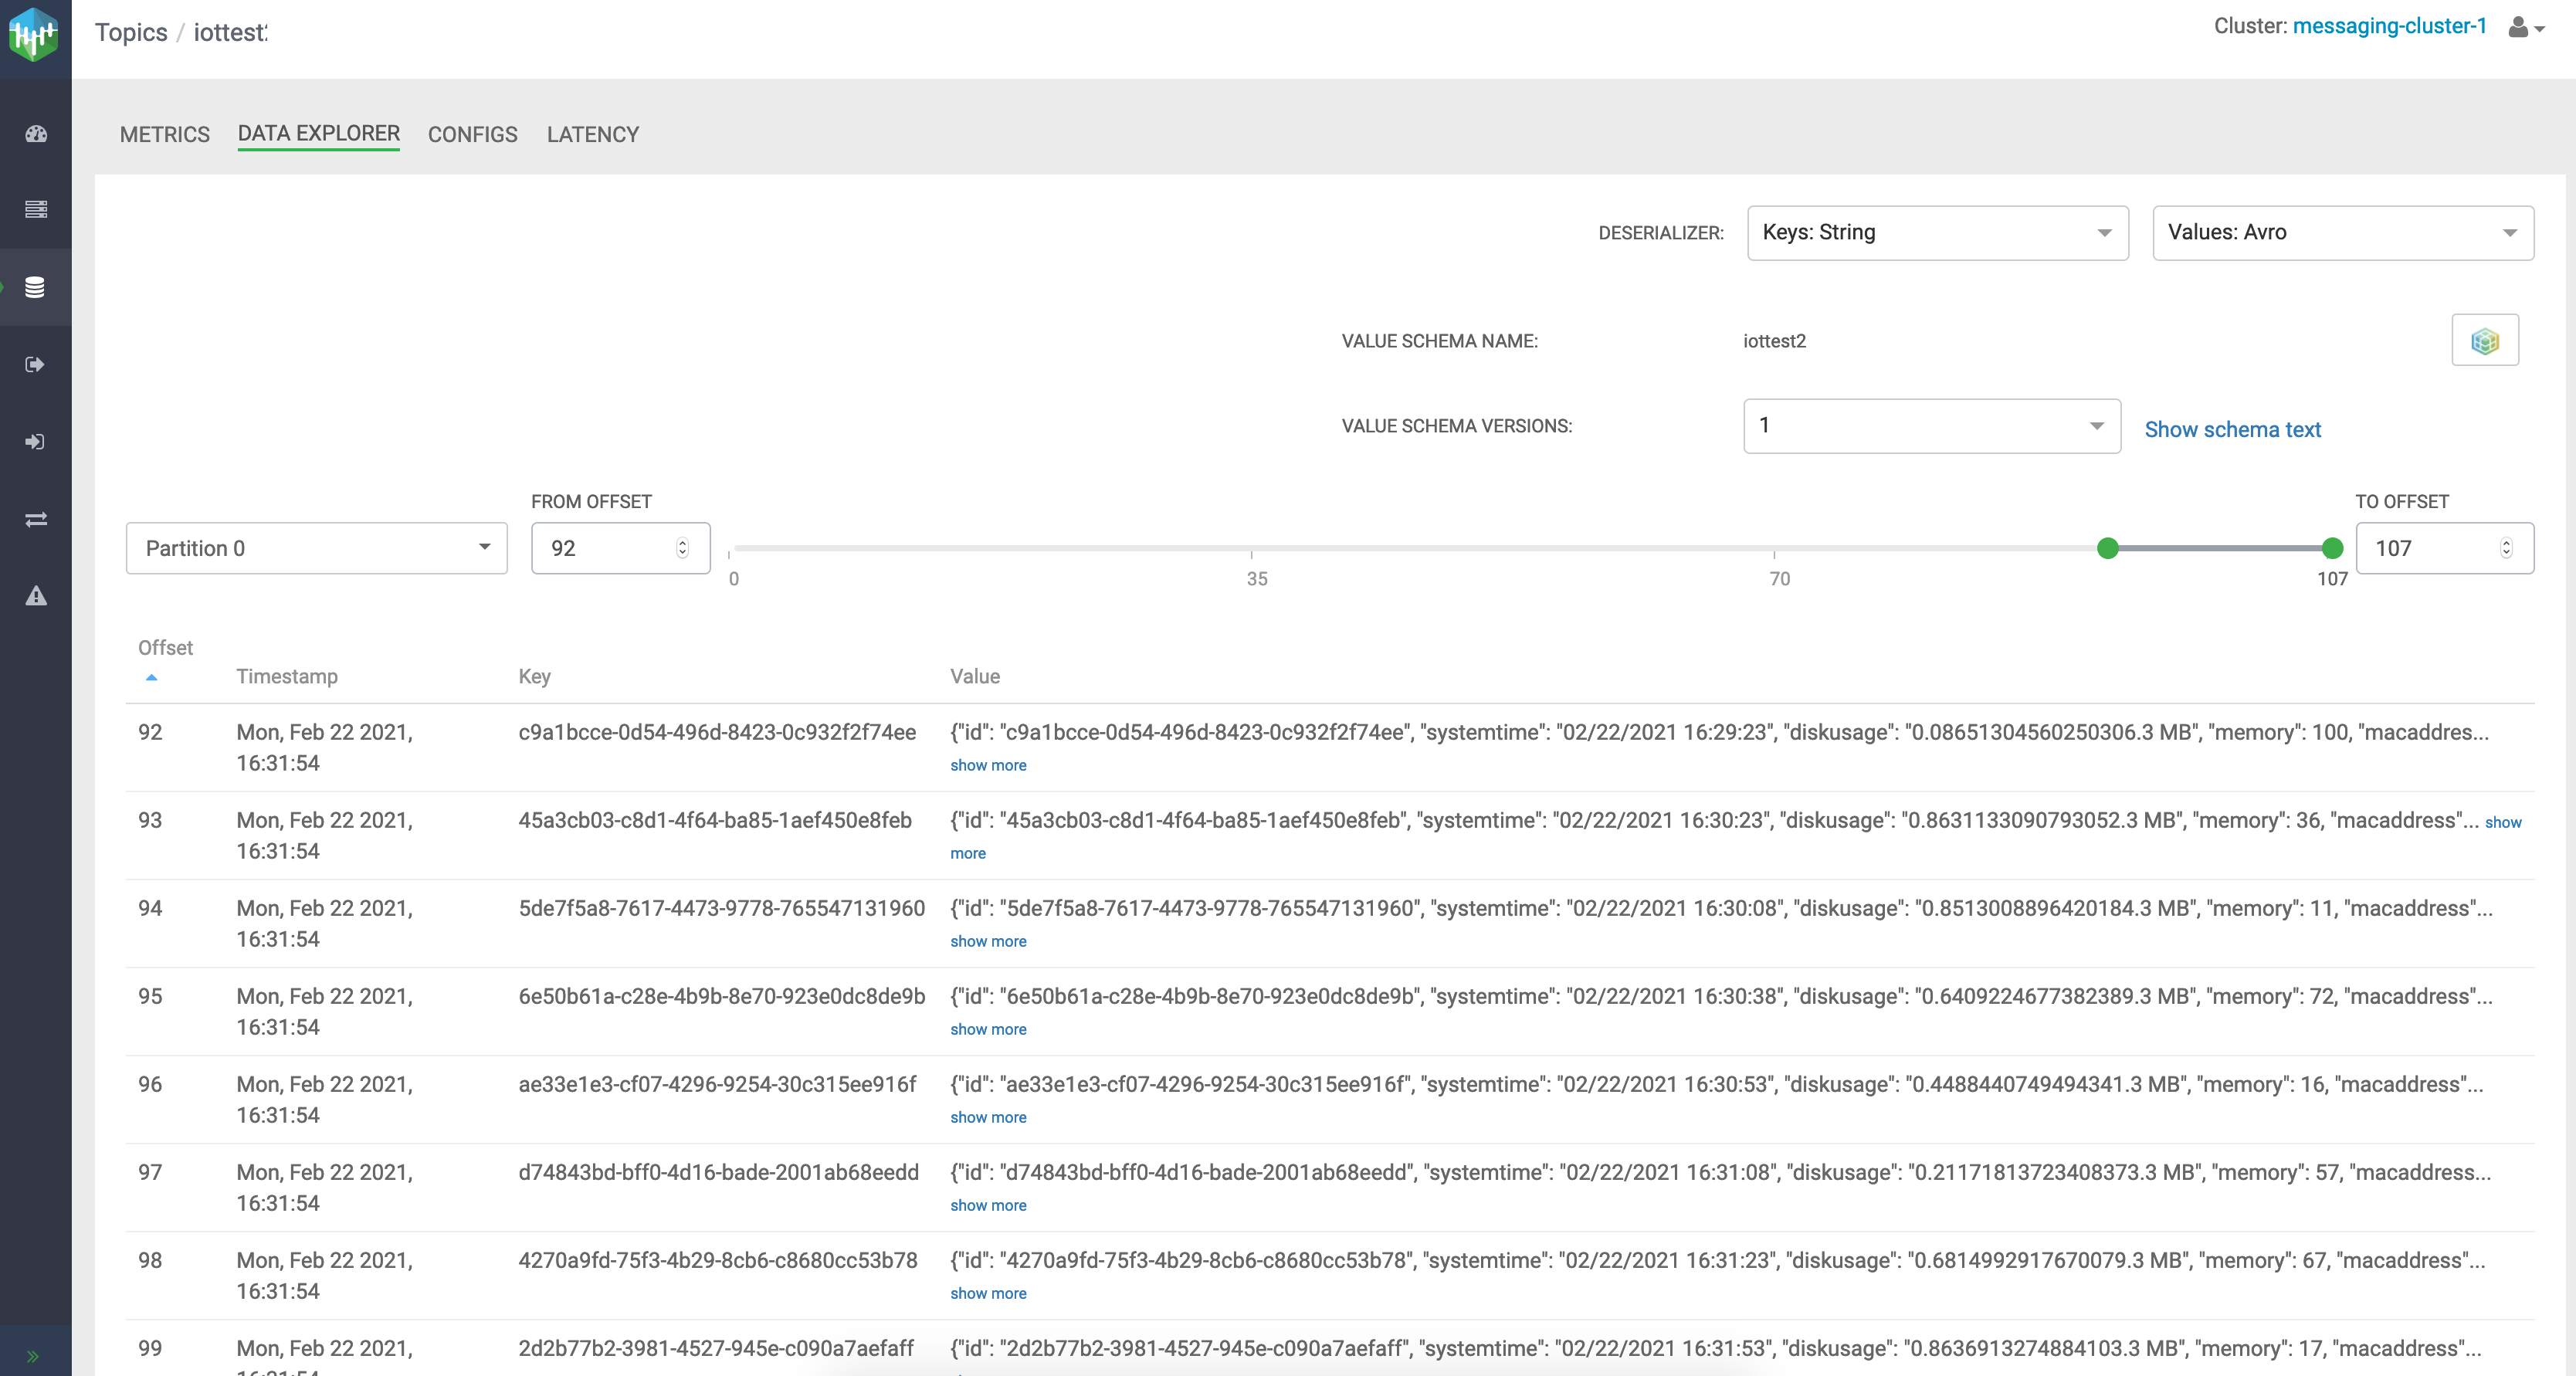 Topics / iottest2
Cluster: messaging-cluster-1
METRICS DATA EXPLORER CONFIGS LATENCY
DESERIALIZER: Keys: String Values: Avro
VALUE SCHEMA NAME: iottest2
VALUE SCHEMA VERSIONS: 1 Show schema text
FROM OFFSET TO OFFSET
Partition 0 92 107
0 35 70 107
Offset
Timestamp Key Value
92 Mon, Feb 22 2021, c9a1bcce-0d54-496d-8423-0c932f2f74ee {"id": "c9a1bcce-0d54-496d-8423-0c932f2f74ee", "systemtime": "02/22/2021 16:29:23", "diskusage": "0.08651304560250306.3 MB", "memory": 100, "macaddres...
16:31:54 show more
93 Mon, Feb 22 2021, 45a3cb03-c8d1-4f64-ba85-1aef450e8feb {"id": "45a3cb03-c8d1-4f64-ba85-1aef450e8feb", "systemtime": "02/22/2021 16:30:23", "diskusage": "0.8631133090793052.3 MB", "memory": 36, "macaddress"... show
16:31:54 more
94 Mon, Feb 22 2021, 5de7f5a8-7617-4473-9778-765547131960 {"id": "5de7f5a8-7617-4473-9778-765547131960", "systemtime": "02/22/2021 16:30:08", "diskusage": "0.8513008896420184.3 MB", "memory": 11, "macaddress"...
16:31:54 show more
95 Mon, Feb 22 2021, 6e50b61a-c28e-4b9b-8e70-923e0dc8de9b {"id": "6e50b61a-c28e-4b9b-8e70-923e0dc8de9b", "systemtime": "02/22/2021 16:30:38", "diskusage": "0.6409224677382389.3 MB", "memory": 72, "macaddress"...
16:31:54 show more
96 Mon, Feb 22 2021, ae33e1e3-cf07-4296-9254-30c315ee916f {"id": "ae33e1e3-cf07-4296-9254-30c315ee916f", "systemtime": "02/22/2021 16:30:53", "diskusage": "0.4488440749494341.3 MB", "memory": 16, "macaddress"...
16:31:54 show more
97 Mon, Feb 22 2021, d74843bd-bff0-4d16-bade-2001ab68eedd {"id": "d74843bd-bff0-4d16-bade-2001ab68eedd", "systemtime": "02/22/2021 16:31:08", "diskusage": "0.21171813723408373.3 MB", "memory": 57, "macaddress...
16:31:54 show more
98 Mon, Feb 22 2021, 4270a9fd-75f3-4b29-8cb6-c8680cc53b78 {"id": "4270a9fd-75f3-4b29-8cb6-c8680cc53b78", "systemtime": "02/22/2021 16:31:23", "diskusage": "0.6814992917670079.3 MB", "memory": 67, "macaddress"...
16:31:54 show more
99 Mon, Feb 22 2021, 2d2b77b2-3981-4527-945e-c090a7aefaff {"id": "2d2b77b2-3981-4527-945e-c090a7aefaff", "systemtime": "02/22/2021 16:31:53", "diskusage": "0.8636913274884103.3 MB", "memory": 17, "macaddress"...